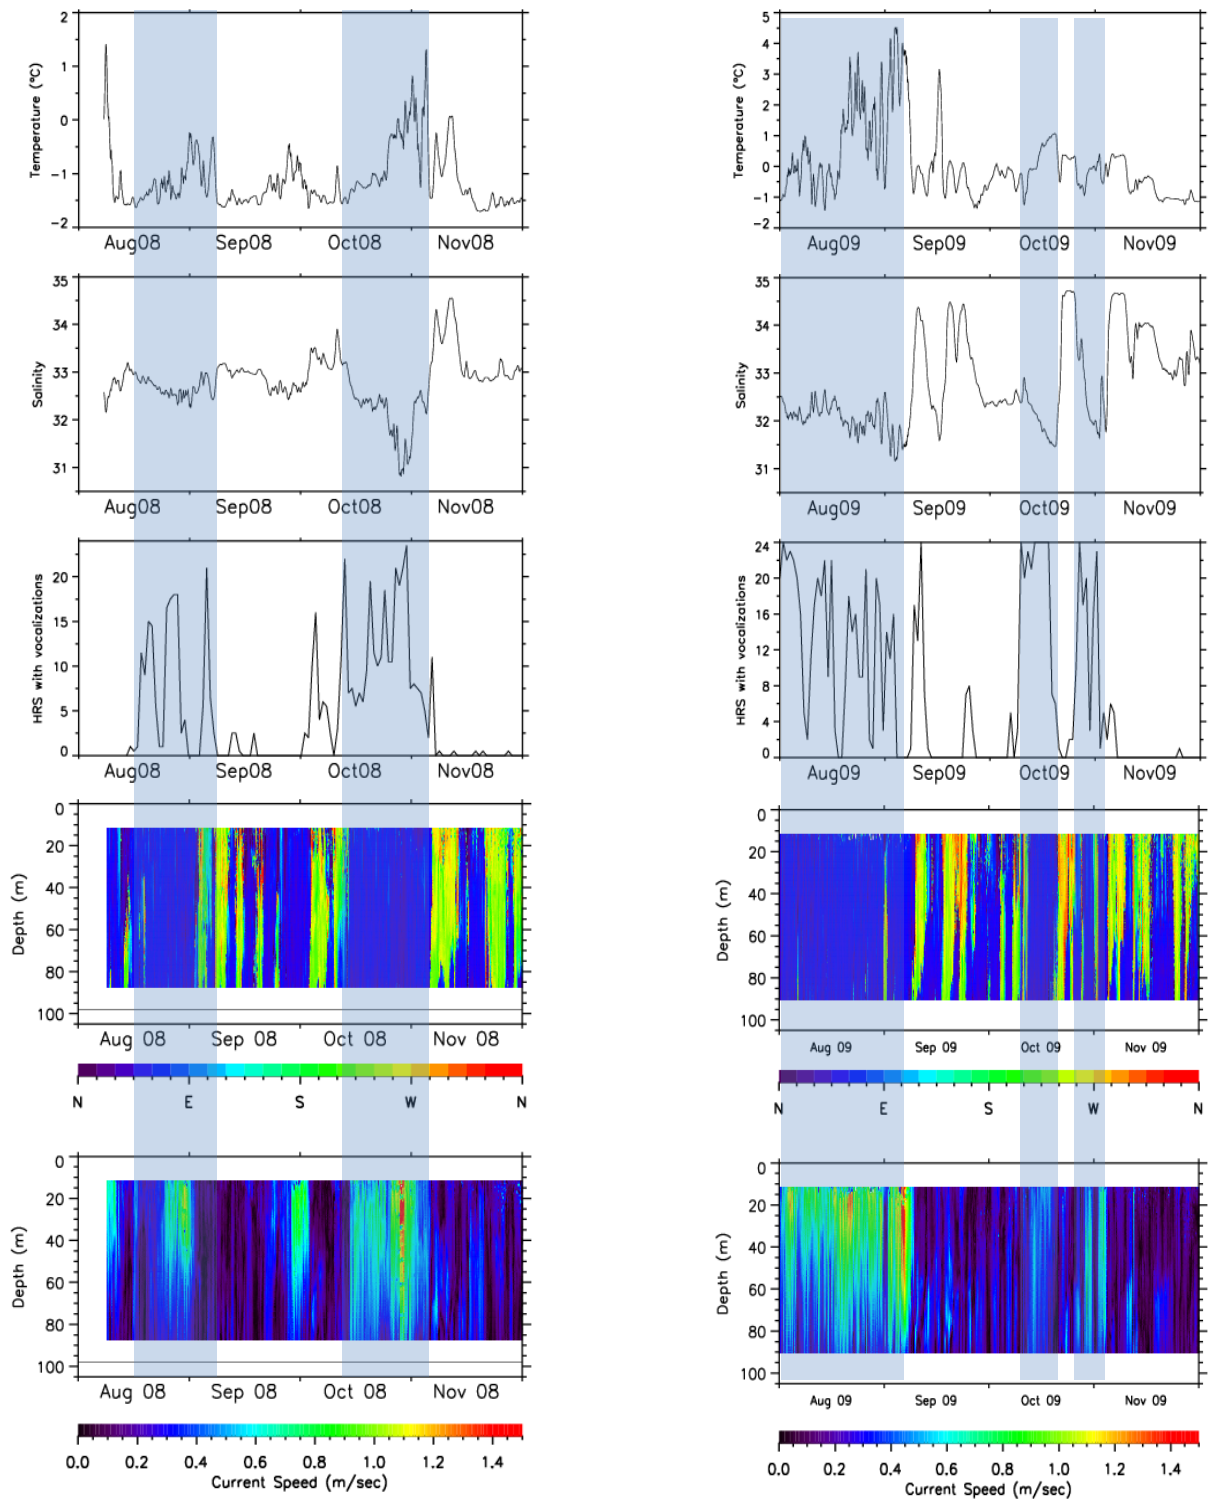 2
1
0
−1
−2
Temperature (°C)
Aug08 Sep08 Oct08 Nov08
35
34
33
32
31
Salinity
Aug08 Sep08 Oct08 Nov08
20
15
10
5
0
HRS with vocalizations
Aug08 Sep08 Oct08 Nov08
0
20
40
60
80
100
Depth (m)
Aug 08 Sep 08 Oct 08 Nov 08
N E S W N
0
20
40
60
80
100
Depth (m)
Aug 08 Sep 08 Oct 08 Nov 08
0.0 0.2 0.4 0.6 0.8 1.0 1.2 1.4
Current Speed (m/sec)
5
4
3
2
1
0
−1
−2
Temperature (°C)
Aug09 Sep09 Oct09 Nov09
35
34
33
32
31
Salinity
Aug09 Sep09 Oct09 Nov09
24
20
16
12
8
4
0
HRS with vocalizations
Aug09 Sep09 Oct09 Nov09
0
20
40
60
80
100
Depth (m)
Aug 09 Sep 09 Oct 09 Nov 09
N E S W N
0
20
40
60
80
100
Depth (m)
Aug 09 Sep 09 Oct 09 Nov 09
0.0 0.2 0.4 0.6 0.8 1.0 1.2 1.4
Current Speed (m/sec)